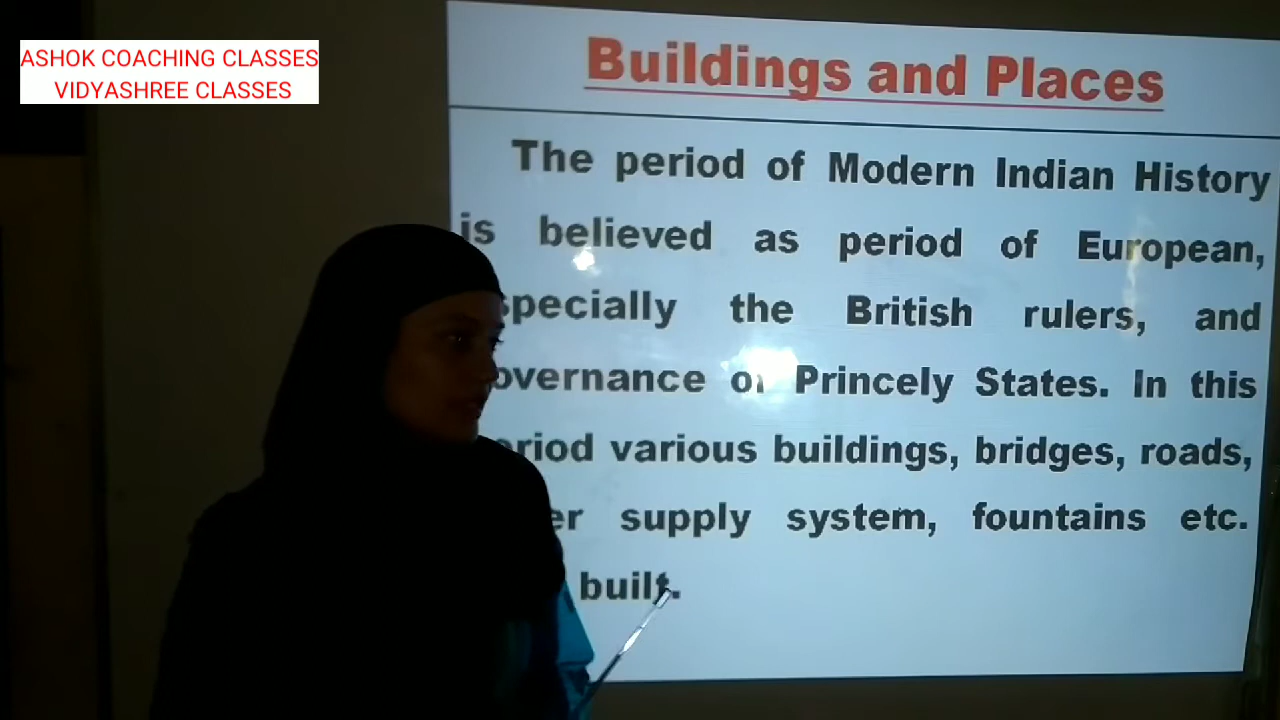 ASHOK COACHING CLASSES
VIDYASHREE CLASSES
Buildings and Places
The period of Modern Indian History
is believed as period of European,
specially the British rulers, and
overnance of Princely States. In this
riod various buildings, bridges, roads,
er supply system, fountains etc.
built.